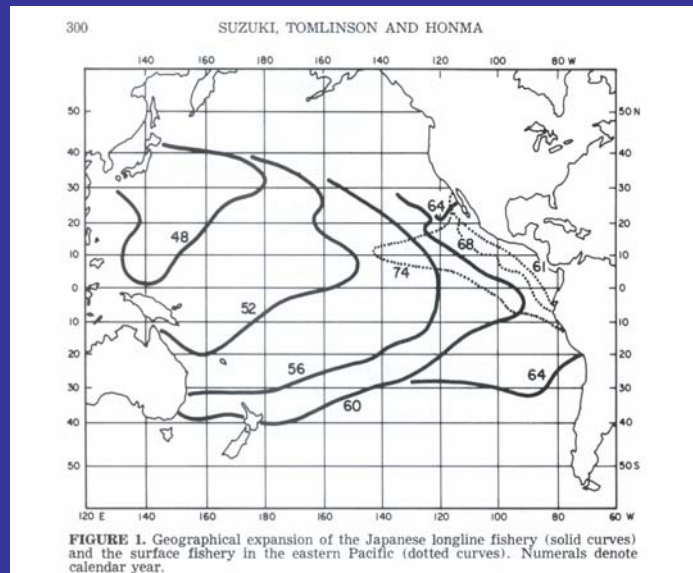 300 SUZUKI, TOMLINSON AND HONMA
140 160 180 160 140 120 100 80 W
50 50 N
40 40
30 30
64
20 20
48 68
10 61 10
74
0 0
52
10 10
20 20
56 64
30 30
60
40 40
50 50 S
120 E 140 160 180 160 140 120 100 80 60 W
FIGURE 1. Geographical expansion of the Japanese longline fishery (solid curves)
and the surface fishery in the eastern Pacific (dotted curves). Numerals denote
calendar year.